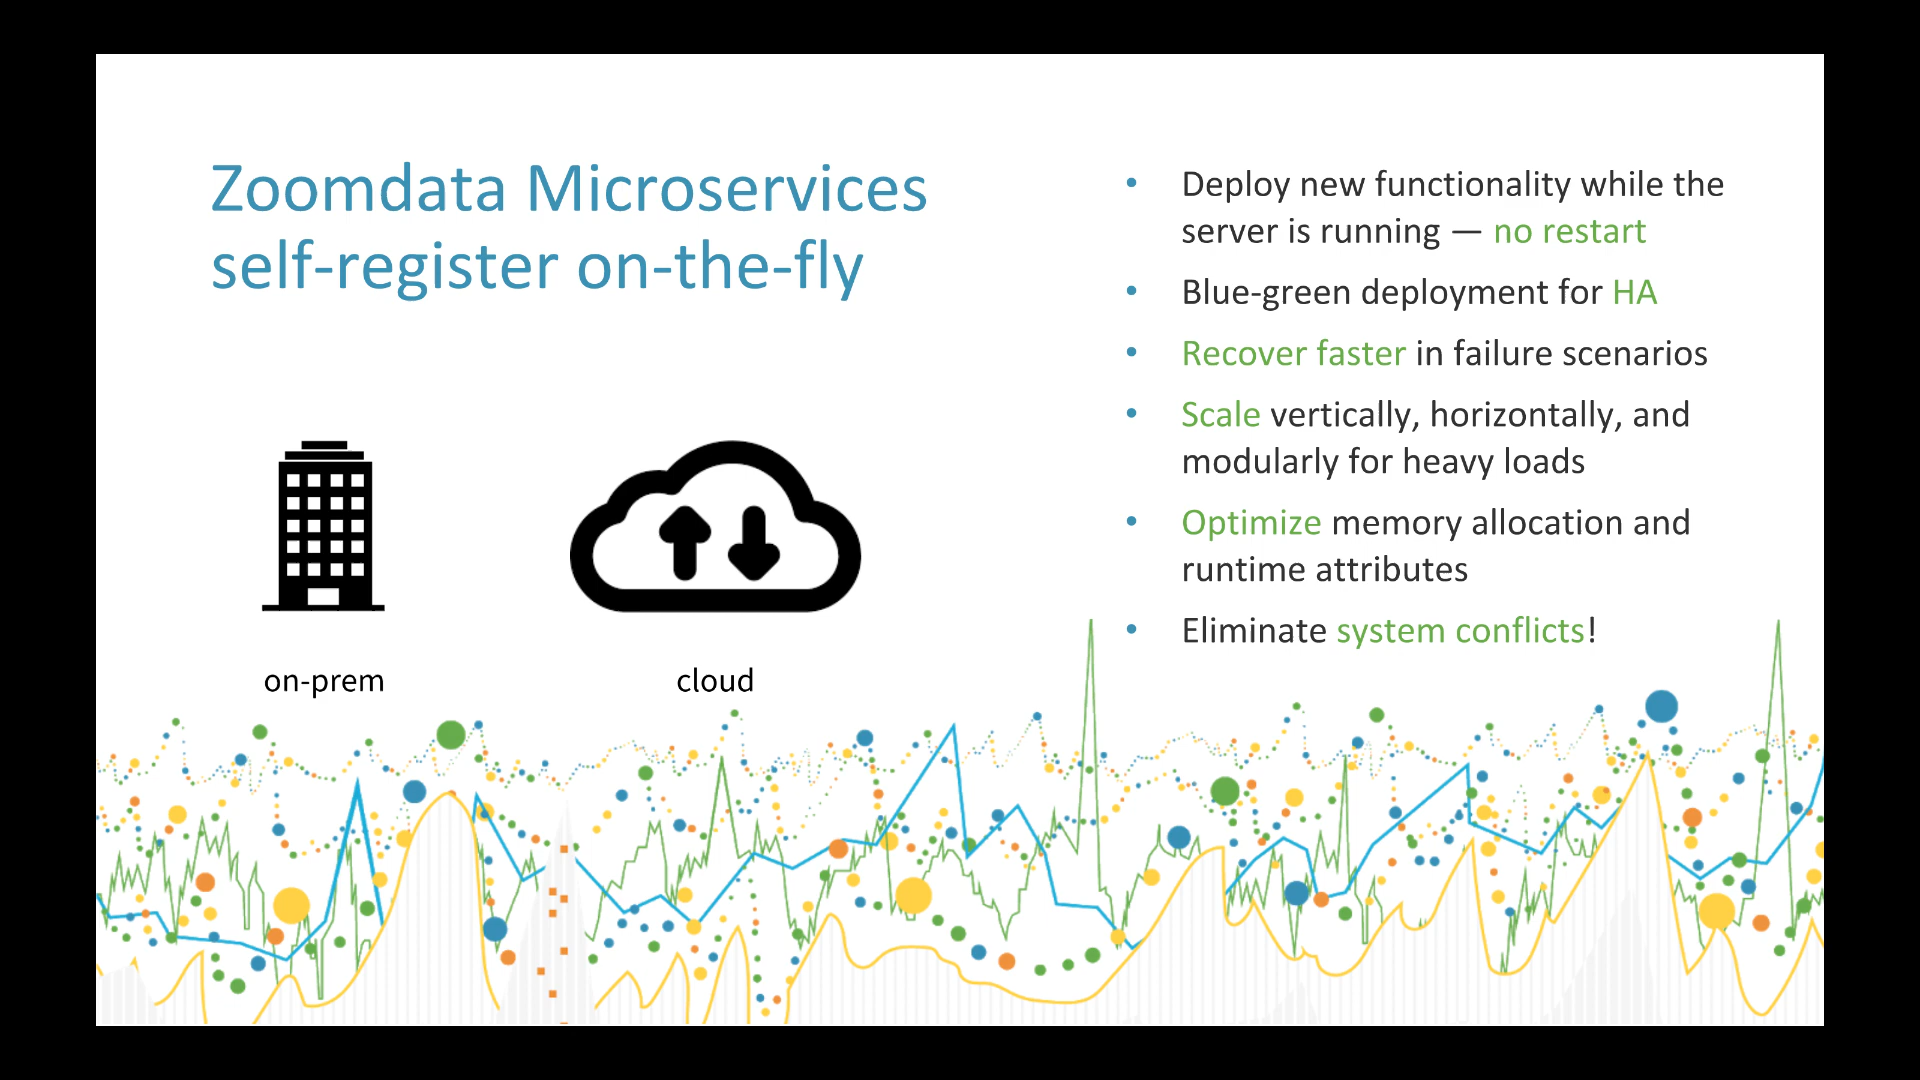 Zoomdata Microservices
self-register on-the-fly
on-prem
cloud
• Deploy new functionality while the
server is running — no restart
• Blue-green deployment for HA
• Recover faster in failure scenarios
• Scale vertically, horizontally, and
modularly for heavy loads
• Optimize memory allocation and
runtime attributes
• Eliminate system conflicts!